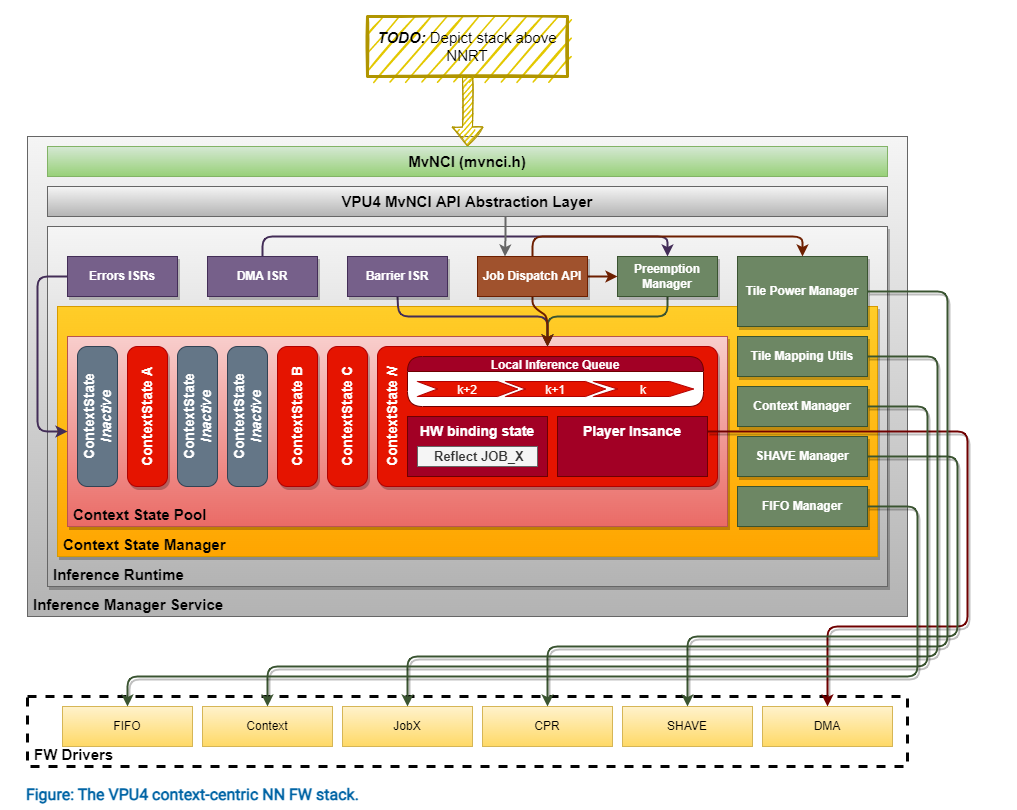 TODO: Depict stack above
NNRT
MvNCI (mvnci.h)
VPU4 MvNCI API Abstraction Layer
Errors ISRs
DMA ISR
Barrier ISR
Job Dispatch API
Preemption
Manager
Tile Power Manager
Tile Mapping Utils
Context Manager
SHAVE Manager
FIFO Manager
ContextState
Inactive
ContextState A
ContextState
Inactive
ContextState
Inactive
ContextState B
ContextState C
ContextState N
Local Inference Queue
k+2
k+1
k
HW binding state
Reflect JOB_X
Player Insance
Context State Pool
Context State Manager
Inference Runtime
Inference Manager Service
FIFO
Context
JobX
CPR
SHAVE
DMA
FW Drivers
Figure: The VPU4 context-centric NN FW stack.